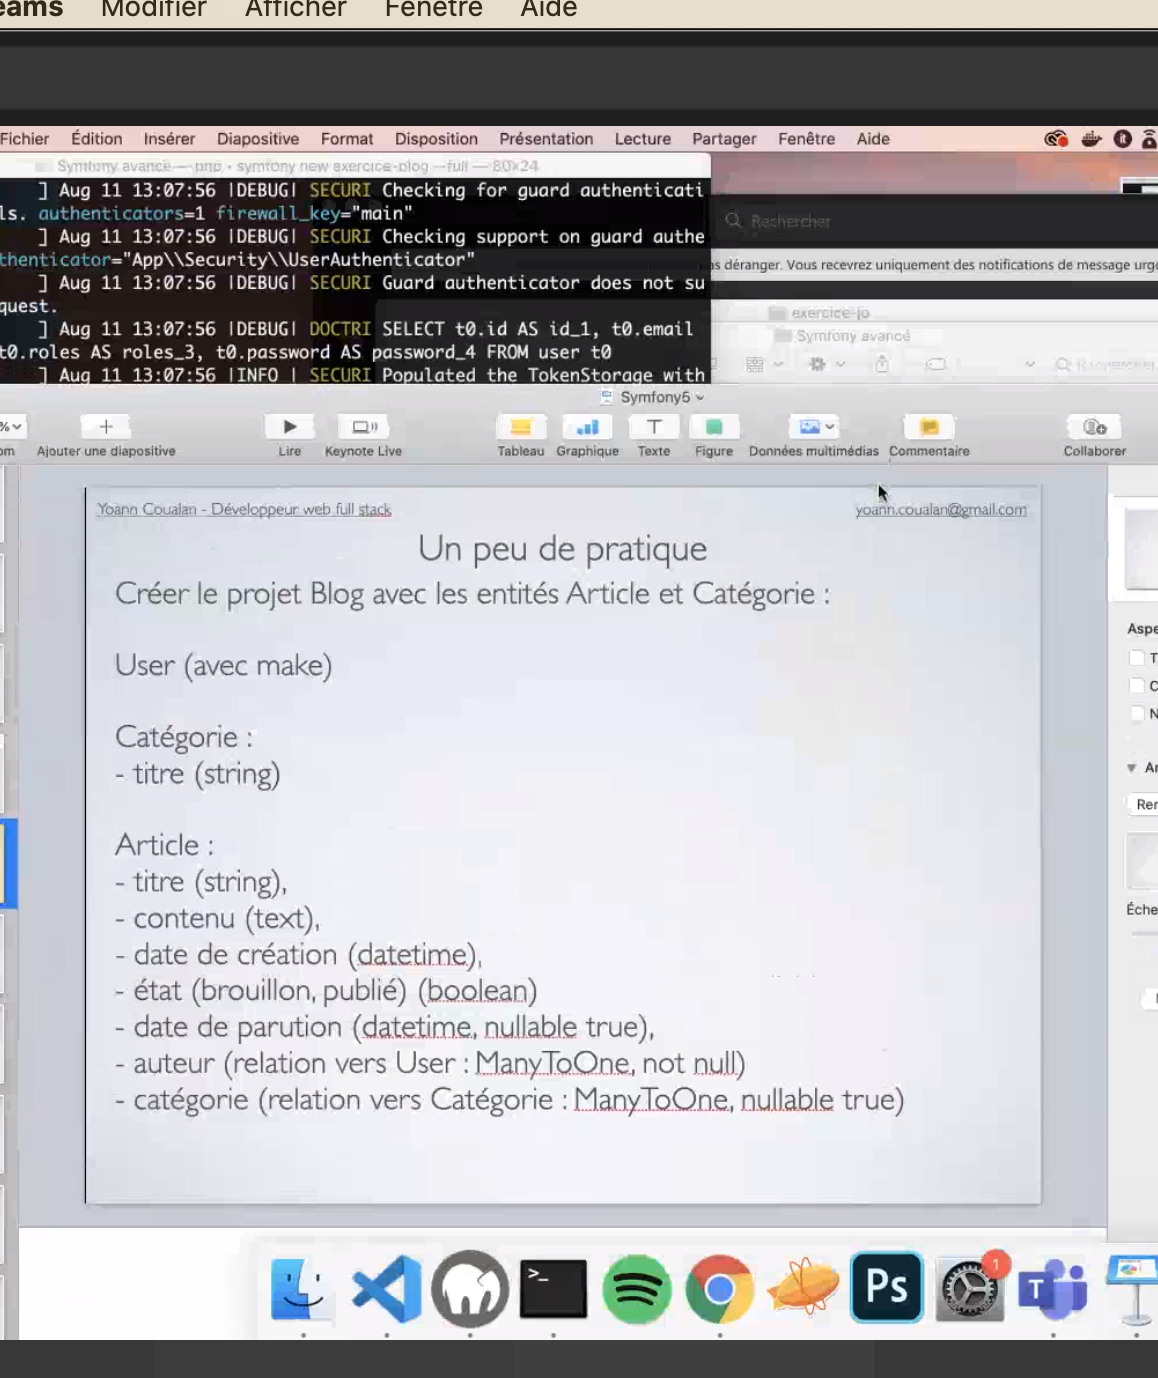 eams Modifier Afficher Fenêtre Aide
Fichier Édition Insérer Diapositive Format Disposition Présentation Lecture Partager Fenêtre Aide
Symfony avancé — php - symfony new exercice-blog --full — 80×24
] Aug 11 13:07:56 |DEBUG| SECURI Checking for guard authenticati
ls. authenticators=1 firewall_key="main"
] Aug 11 13:07:56 |DEBUG| SECURI Checking support on guard authe
thenticator="App\\Security\\UserAuthenticator"
] Aug 11 13:07:56 |DEBUG| SECURI Guard authenticator does not su
quest.
] Aug 11 13:07:56 |DEBUG| DOCTRI SELECT t0.id AS id_1, t0.email
t0.roles AS roles_3, t0.password AS password_4 FROM user t0
] Aug 11 13:07:56 |INFO | SECURI Populated the TokenStorage with
Rechercher
as déranger. Vous recevrez uniquement des notifications de message urge
exercice-jo
Symfony avancé
Rechercher
Symfony5
% om Ajouter une diapositive Lire Keynote Live Tableau Graphique Texte Figure Données multimédias Commentaire Collaborer
Yoann Coualan - Développeur web full stack
yoann.coualan@gmail.com
Un peu de pratique
Créer le projet Blog avec les entités Article et Catégorie :
User (avec make)
Catégorie :
- titre (string)
Article :
- titre (string),
- contenu (text),
- date de création (datetime),
- état (brouillon, publié) (boolean)
- date de parution (datetime, nullable true),
- auteur (relation vers User : ManyToOne, not null)
- catégorie (relation vers Catégorie : ManyToOne, nullable true)
Aspe
T
C
N
Ar
Rer
Éche
>_
Ps
1
T